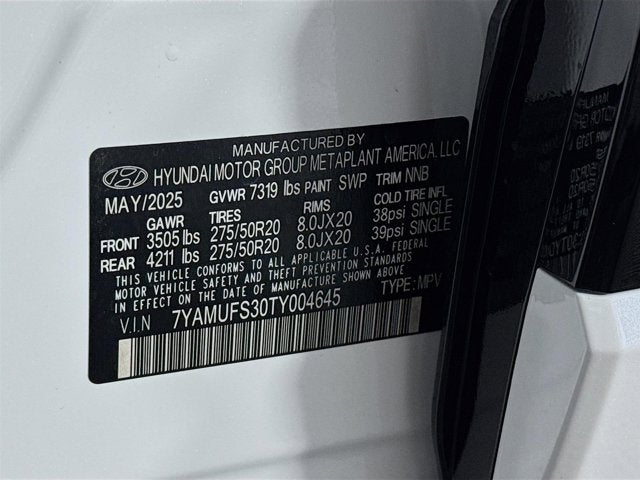 MANUFACTURED BY
HYUNDAI MOTOR GROUP METAPLANT AMERICA, LLC
MAY/2025 GVWR 7319 lbs PAINT SWP TRIM NNB
GAWR TIRES RIMS COLD TIRE INFL
FRONT 3505 lbs 275/50R20 8.0JX20 38psi SINGLE
REAR 4211 lbs 275/50R20 8.0JX20 39psi SINGLE
THIS VEHICLE CONFORMS TO ALL APPLICABLE U.S.A. FEDERAL
MOTOR VEHICLE SAFETY AND THEFT PREVENTION STANDARDS
IN EFFECT ON THE DATE OF MANUFACTURE SHOWN ABOVE.
V.I.N 7YAMUFS30TY004645 TYPE: MPV